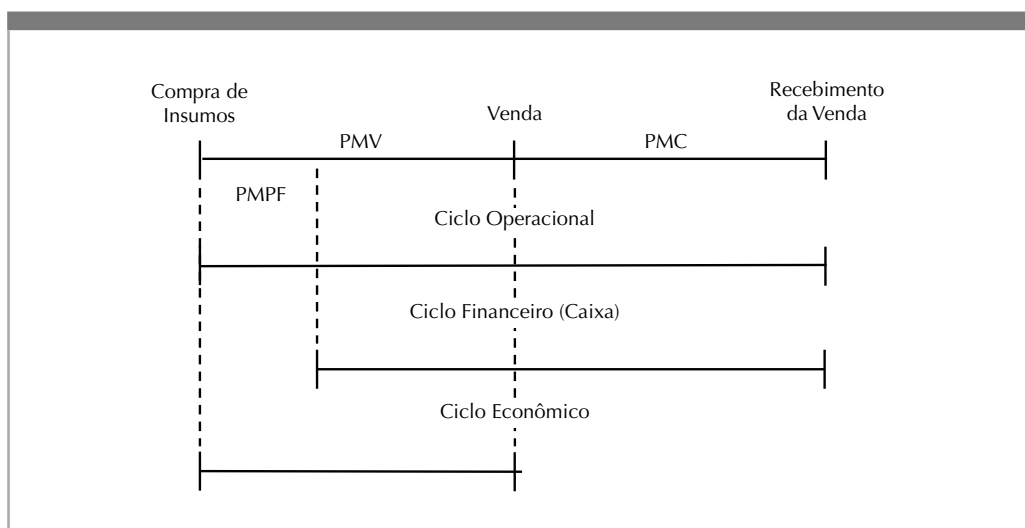 Compra de
Insumos
Venda
Recebimento
da Venda
PMV
PMC
PMPF
Ciclo Operacional
Ciclo Financeiro (Caixa)
Ciclo Econômico